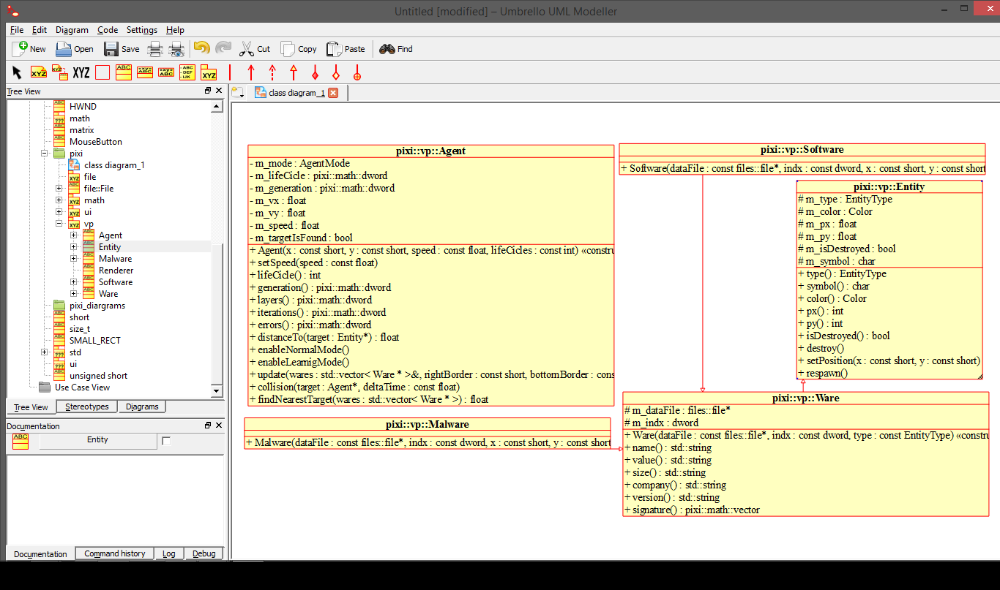 Untitled [modified] – Umbrello UML Modeller
File Edit Diagram Code Settings Help
New Open Save Cut Copy Paste Find
XYZ XYZ XYZ ABC «xyz» ABC «xy» ABC - ABC - DEF - IJK XYZ
Tree View
class diagram_1
HWND
math
matrix
MouseButton
pixi
class diagram_1
file
file::File
math
ui
vp
Agent
Entity
Malware
Renderer
Software
Ware
pixi_diargrams
short
size_t
SMALL_RECT
std
ui
unsigned short
Use Case View
Tree View Stereotypes Diagrams
Documentation
ABC Entity
Documentation Command history Log Debug
pixi::vp::Agent
- m_mode : AgentMode
- m_lifeCicle : pixi::math::dword
- m_generation : pixi::math::dword
- m_vx : float
- m_vy : float
- m_speed : float
- m_targetIsFound : bool
+ Agent(x : const short, y : const short, speed : const float, lifeCicles : const int) «constru
+ setSpeed(speed : const float)
+ lifeCicle() : int
+ generation() : pixi::math::dword
+ layers() : pixi::math::dword
+ iterations() : pixi::math::dword
+ errors() : pixi::math::dword
+ distanceTo(target : Entity*) : float
+ enableNormalMode()
+ enableLearnigMode()
+ update(wares : std::vector< Ware * >&, rightBorder : const short, bottomBorder : cons
+ collision(target : Agent*, deltaTime : const float)
+ findNearestTarget(wares : std::vector< Ware * >) : float
pixi::vp::Software
+ Software(dataFile : const files::file*, indx : const dword, x : const short, y : const short
pixi::vp::Entity
# m_type : EntityType
# m_color : Color
# m_px : float
# m_py : float
# m_isDestroyed : bool
# m_symbol : char
+ type() : EntityType
+ symbol() : char
+ color() : Color
+ px() : int
+ py() : int
+ isDestroyed() : bool
+ destroy()
+ setPosition(x : const short, y : const short)
+ respawn()
pixi::vp::Malware
+ Malware(dataFile : const files::file*, indx : const dword, x : const short, y : const short
pixi::vp::Ware
# m_dataFile : files::file*
# m_indx : dword
+ Ware(dataFile : const files::file*, indx : const dword, type : const EntityType) «constru
+ name() : std::string
+ value() : std::string
+ size() : std::string
+ company() : std::string
+ version() : std::string
+ signature() : pixi::math::vector